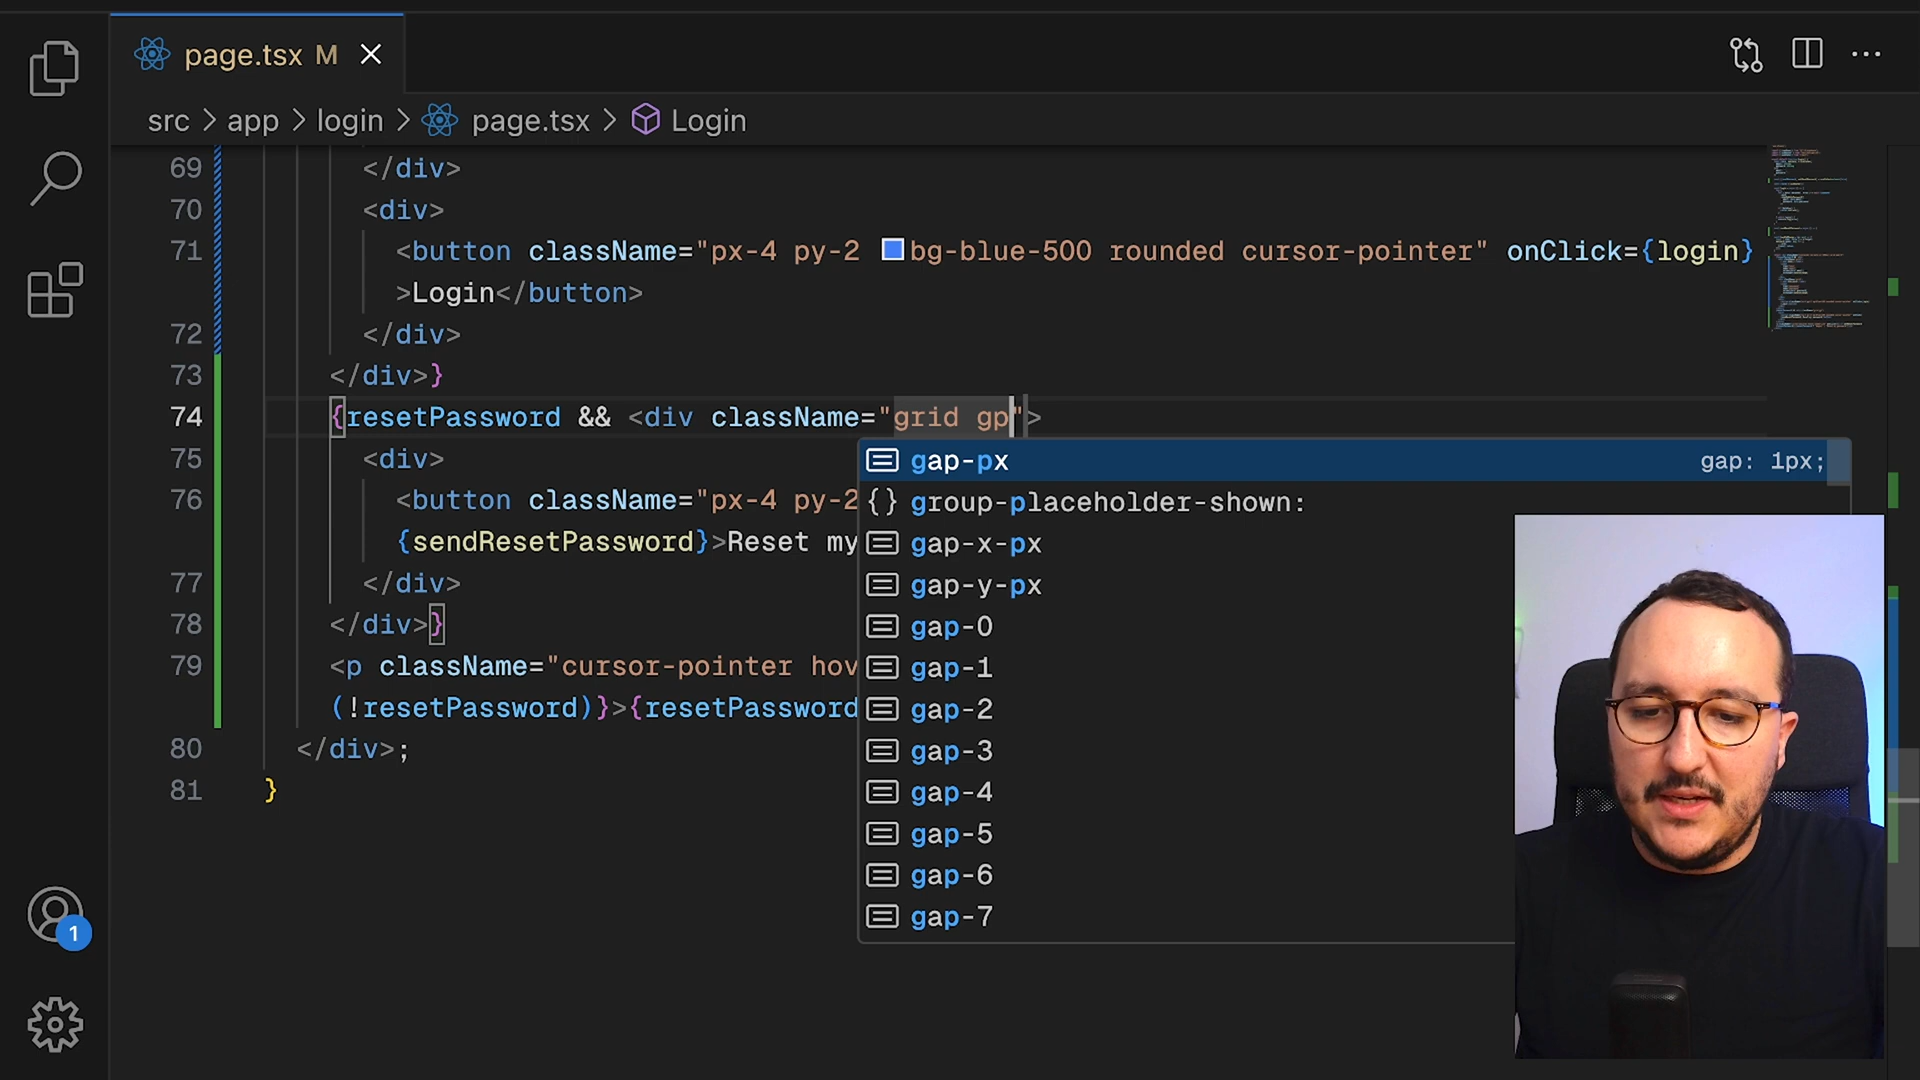 page.tsx M
src > app > login > page.tsx > Login
69 </div>
70 <div>
71 <button className="px-4 py-2 bg-blue-500 rounded cursor-pointer" onClick={login}
>Login</button>
72 </div>
73 </div>}
74 {resetPassword && <div className="grid gp">
75 <div>
76 <button className="px-4 py-2
{sendResetPassword}>Reset my
77 </div>
78 </div>}
79 <p className="cursor-pointer hov
(!resetPassword)}>{resetPassword
80 </div>;
81 }
gap-px gap: 1px;
{} group-placeholder-shown:
gap-x-px
gap-y-px
gap-0
gap-1
gap-2
gap-3
gap-4
gap-5
gap-6
gap-7
1